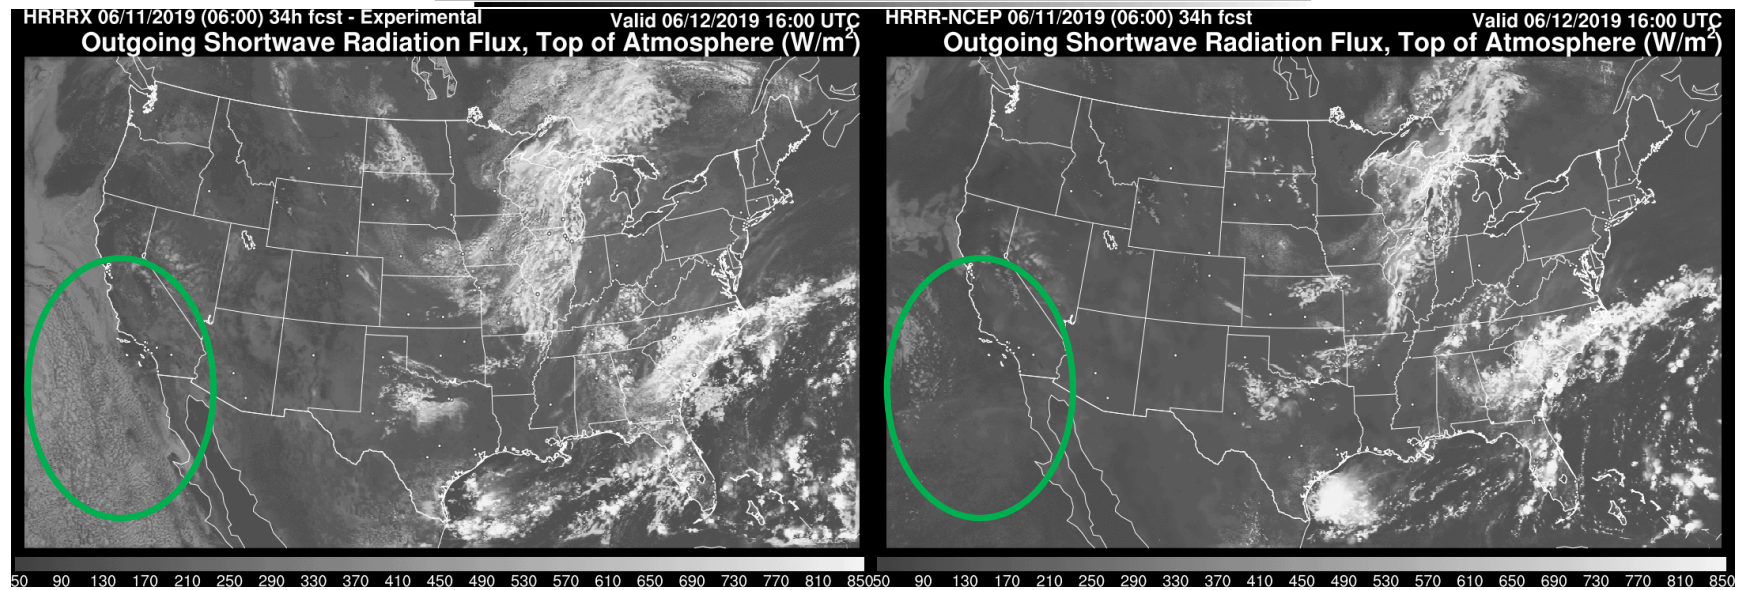 HRRRX 06/11/2019 (06:00) 34h fcst - Experimental Valid 06/12/2019 16:00 UTC
Outgoing Shortwave Radiation Flux, Top of Atmosphere (W/m²)
50 90 130 170 210 250 290 330 370 410 450 490 530 570 610 650 690 730 770 810 850
HRRR-NCEP 06/11/2019 (06:00) 34h fcst Valid 06/12/2019 16:00 UTC
Outgoing Shortwave Radiation Flux, Top of Atmosphere (W/m²)
50 90 130 170 210 250 290 330 370 410 450 490 530 570 610 650 690 730 770 810 850